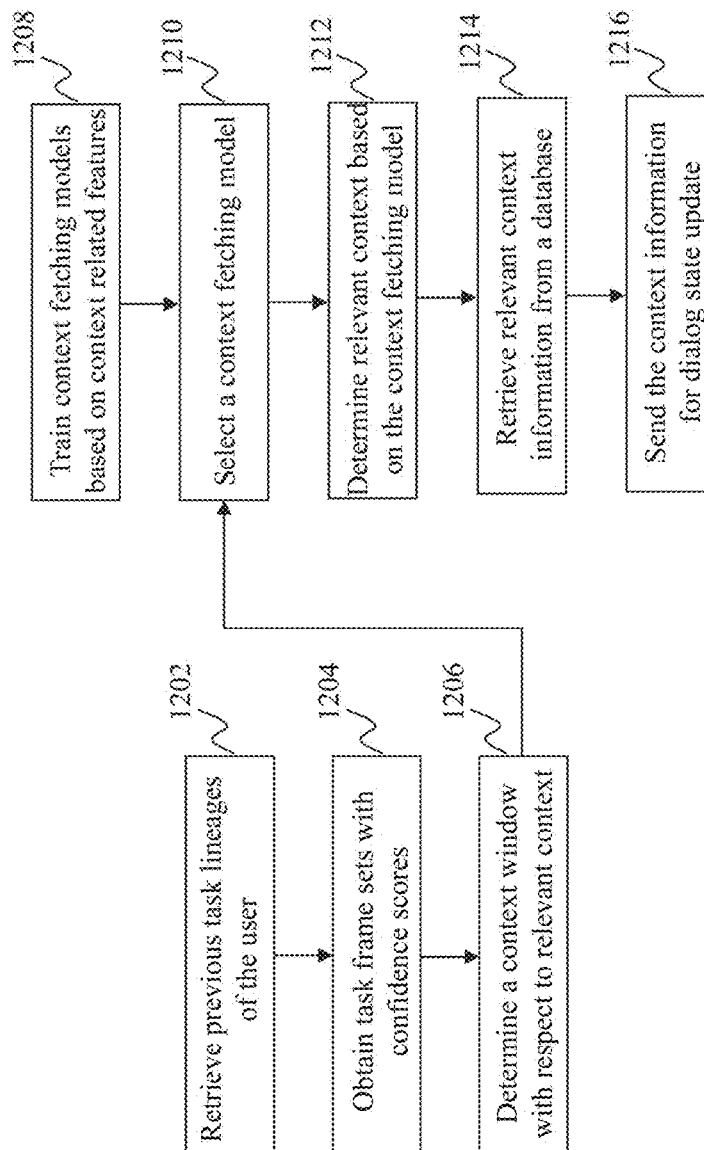 Retrieve previous task lineages
of the user
1202
Obtain task frame sets with
confidence scores
1204
Determine a context window
with respect to relevant context
1206
Train context fetching models
based on context related features
1208
Select a context fetching model
1210
Determine relevant context based
on the context fetching model
1212
Retrieve relevant context
information from a database
1214
Send the context information
for dialog state update
1216